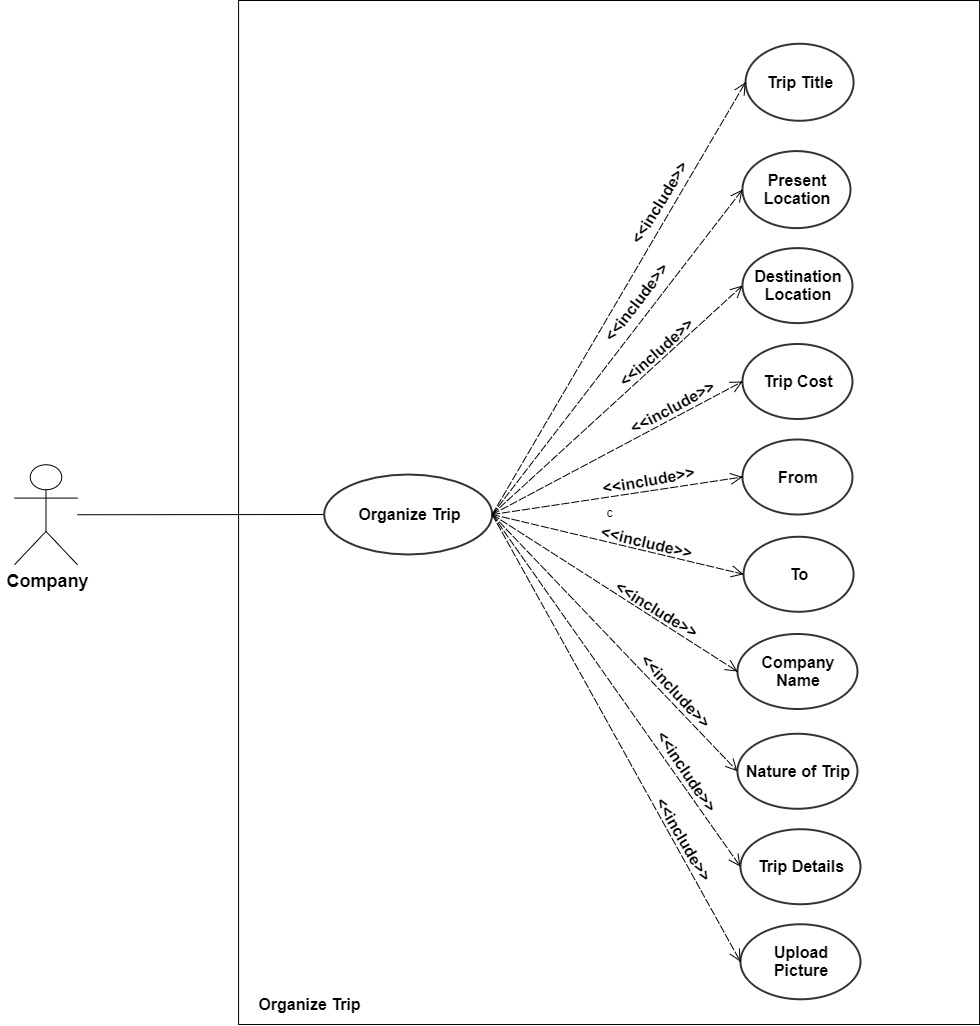 Trip Title
<<include>>
Present
Location
<<include>>
Destination
Location
<<include>>
Trip Cost
<<include>>
From
<<include>>
c
Organize Trip
<<include>>
To
Company
<<include>>
Company
Name
<<include>>
Nature of Trip
<<include>>
Trip Details
<<include>>
Upload
Picture
Organize Trip